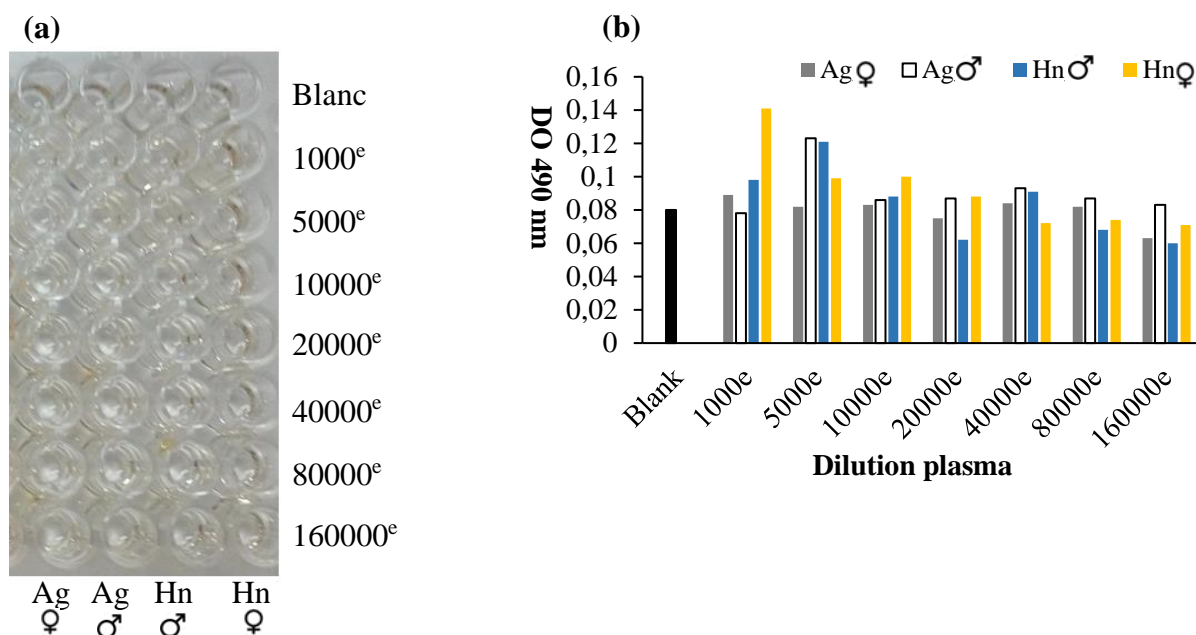 (a)
Blanc
1000ᵉ
5000ᵉ
10000ᵉ
20000ᵉ
40000ᵉ
80000ᵉ
160000ᵉ
Ag Ag Hn Hn
♀ ♂ ♂ ♀
(b)
Ag♀ Ag♂ Hn♂ Hn♀
DO 490 nm
0,16
0,14
0,12
0,1
0,08
0,06
0,04
0,02
0
Blank 1000e 5000e 10000e 20000e 40000e 80000e 160000e
Dilution plasma